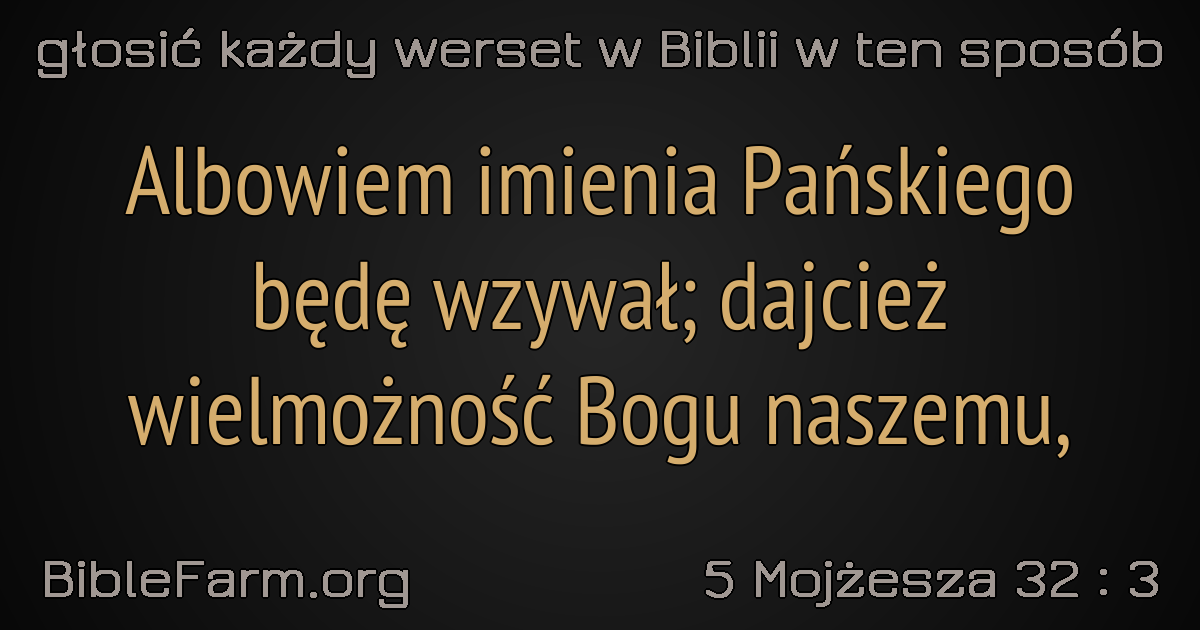 głosić każdy werset w Biblii w ten sposób
Albowiem imienia Pańskiego
będę wzywał; dajcież
wielmożność Bogu naszemu,
BibleFarm.org
5 Mojżesza 32 : 3